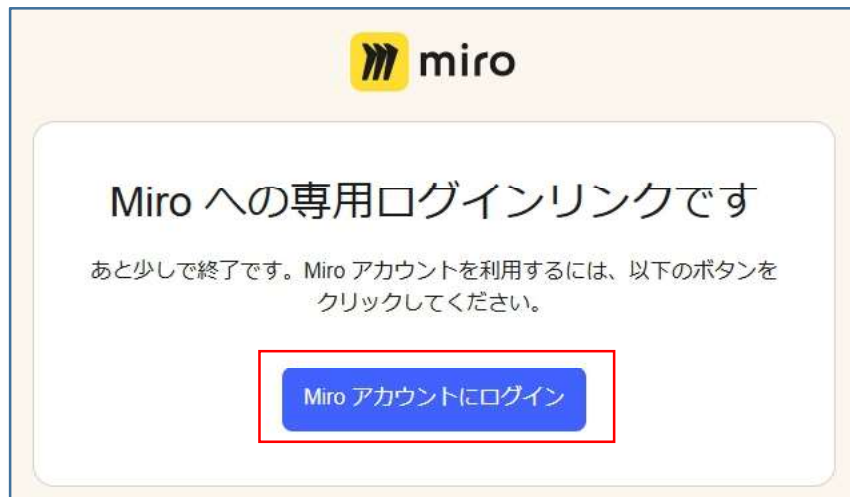 miro
Miro への専用ログインリンクです
あと少しで終了です。Miro アカウントを利用するには、以下のボタンを
クリックしてください。
Miro アカウントにログイン